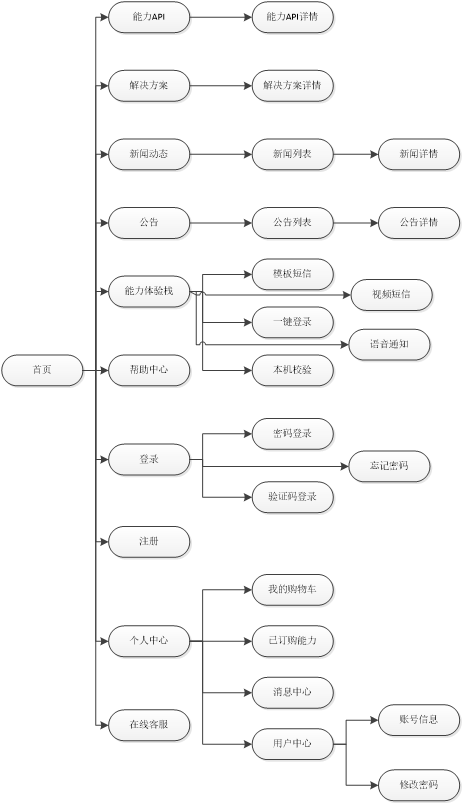 能力API
能力API详情
解决方案
解决方案详情
新闻动态
新闻列表
新闻详情
公告
公告列表
公告详情
能力体验栈
模板短信
视频短信
一键登录
语音通知
本机校验
首页
帮助中心
登录
密码登录
忘记密码
验证码登录
注册
个人中心
我的购物车
已订购能力
消息中心
用户中心
账号信息
修改密码
在线客服